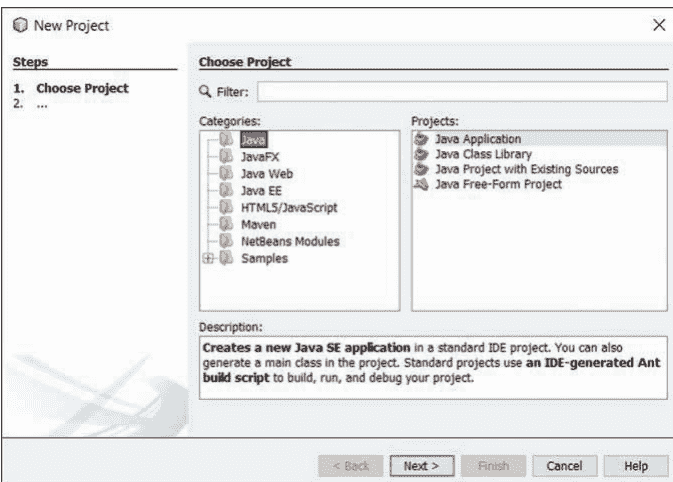 New Project
Steps
1. Choose Project
2. ...
Choose Project
Filter:
Categories:
Java
JavaFX
Java Web
Java EE
HTML5/JavaScript
Maven
NetBeans Modules
Samples
Projects:
Java Application
Java Class Library
Java Project with Existing Sources
Java Free-Form Project
Description:
Creates a new Java SE application in a standard IDE project. You can also
generate a main class in the project. Standard projects use an IDE-generated Ant
build script to build, run, and debug your project.
< Back
Next >
Finish
Cancel
Help